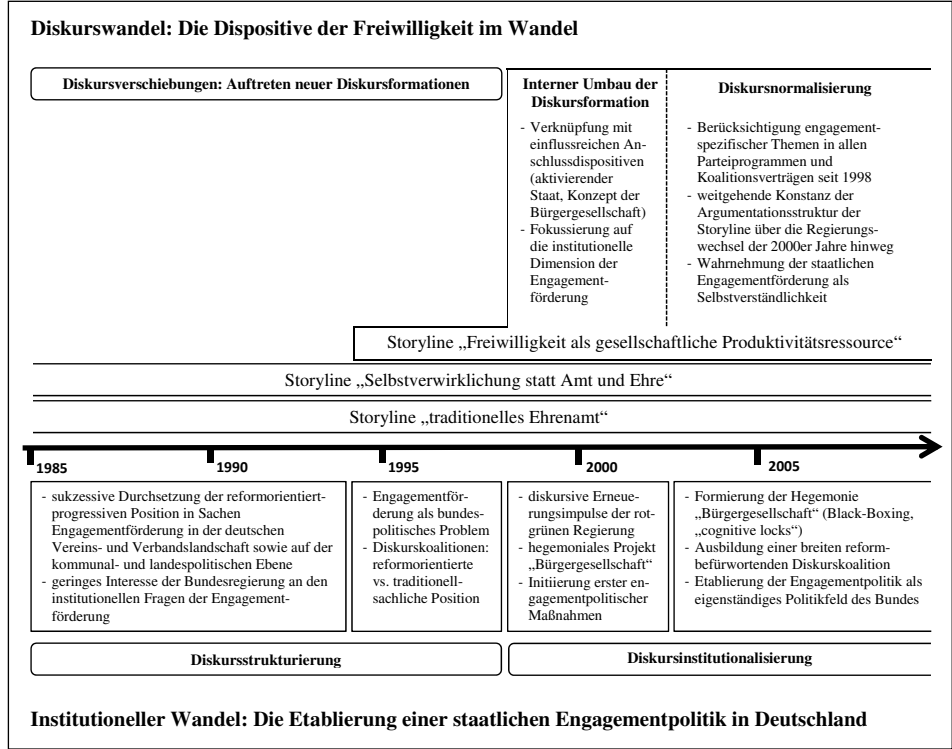 Diskurswandel: Die Dispositive der Freiwilligkeit im Wandel
Diskursverschiebungen: Auftreten neuer Diskursformationen
Interner Umbau der
Diskursformation
- Verknüpfung mit
einflussreichen An-
schlussdispositiven
(aktivierender
Staat, Konzept der
Bürgergesellschaft)
- Fokussierung auf
die institutionelle
Dimension der
Engagement-
förderung
Diskursnormalisierung
- Berücksichtigung engagement-
spezifischer Themen in allen
Parteiprogrammen und
Koalitionsverträgen seit 1998
- weitgehende Konstanz der
Argumentationsstruktur der
Storyline über die Regierungs-
wechsel der 2000er Jahre hinweg
- Wahrnehmung der staatlichen
Engagementförderung als
Selbstverständlichkeit
Storyline „Freiwilligkeit als gesellschaftliche Produktivitätsressource“
Storyline „Selbstverwirklichung statt Amt und Ehre“
Storyline „traditionelles Ehrenamt“
1985 1990 1995 2000 2005
- sukzessive Durchsetzung der reformorientiert-
progressiven Position in Sachen
Engagementförderung in der deutschen
Vereins- und Verbandslandschaft sowie auf der
kommunal- und landespolitischen Ebene
- geringes Interesse der Bundesregierung an den
institutionellen Fragen der Engagement-
förderung
- Engagementför-
derung als bundes-
politisches Problem
- Diskurskoalitionen:
reformorientierte
vs. traditionell-
sachliche Position
- diskursive Erneue-
rungsimpulse der rot-
grünen Regierung
- hegemoniales Projekt
„Bürgergesellschaft“
- Initiierung erster en-
gagementpolitischer
Maßnahmen
- Formierung der Hegemonie
„Bürgergesellschaft“ (Black-Boxing,
„cognitive locks“)
- Ausbildung einer breiten reform-
befürwortenden Diskurskoalition
- Etablierung der Engagementpolitik als
eigenständiges Politikfeld des Bundes
Diskursstrukturierung
Diskursinstitutionalisierung
Institutioneller Wandel: Die Etablierung einer staatlichen Engagementpolitik in Deutschland